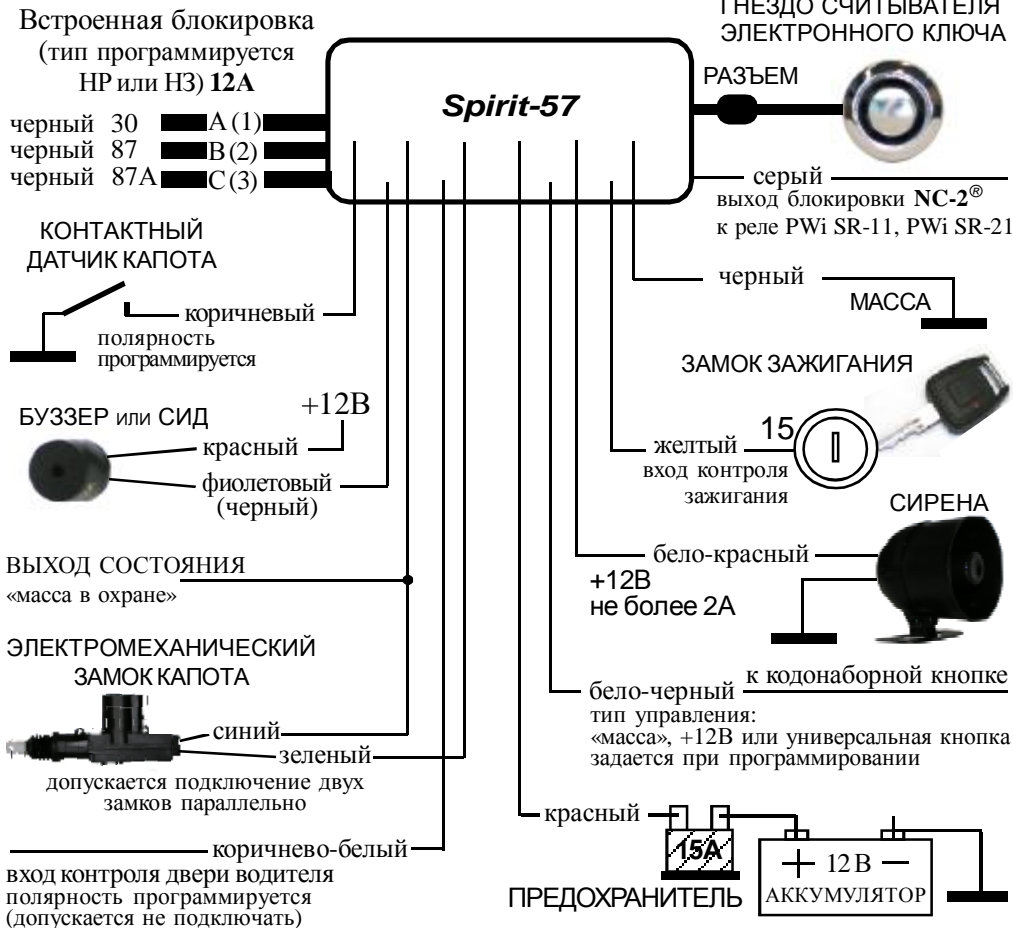 Встроенная блокировка
(тип программируется
НР или НЗ) 12А
черный 30 А (1)
черный 87 В (2)
черный 87А С (3)
Spirit-57
ГНЕЗДО СЧИТЫВАТЕЛЯ
ЭЛЕКТРОННОГО КЛЮЧА
РАЗЪЕМ
серый
выход блокировки NC-2®
к реле PWi SR-11, PWi SR-21
КОНТАКТНЫЙ
ДАТЧИК КАПОТА
коричневый
полярность
программируется
черный
МАССА
БУЗЗЕР или СИД
+12В
красный
фиолетовый
(черный)
ЗАМОК ЗАЖИГАНИЯ
15
желтый
вход контроля
зажигания
СИРЕНА
бело-красный
+12В
не более 2А
ВЫХОД СОСТОЯНИЯ
«масса в охране»
ЭЛЕКТРОМЕХАНИЧЕСКИЙ
ЗАМОК КАПОТА
синий
зеленый
допускается подключение двух
замков параллельно
к кодонаборной кнопке
бело-черный
тип управления:
«масса», +12В или универсальная кнопка
задается при программировании
коричнево-белый
вход контроля двери водителя
полярность программируется
(допускается не подключать)
красный
15А
ПРЕДОХРАНИТЕЛЬ
+ 12В –
АККУМУЛЯТОР